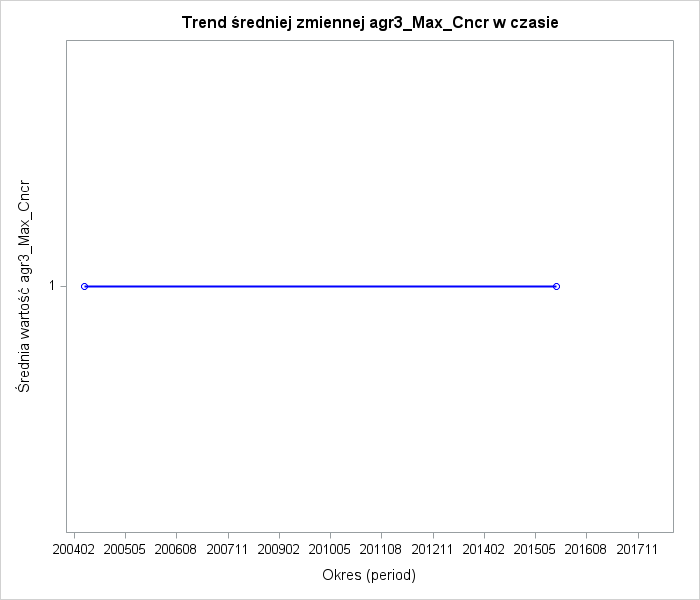 Trend średniej zmiennej agr3_Max_Cncr w czasie
Średnia wartość agr3_Max_Cncr
1
200402 200505 200608 200711 200902 201005 201108 201211 201402 201505 201608 201711
Okres (period)